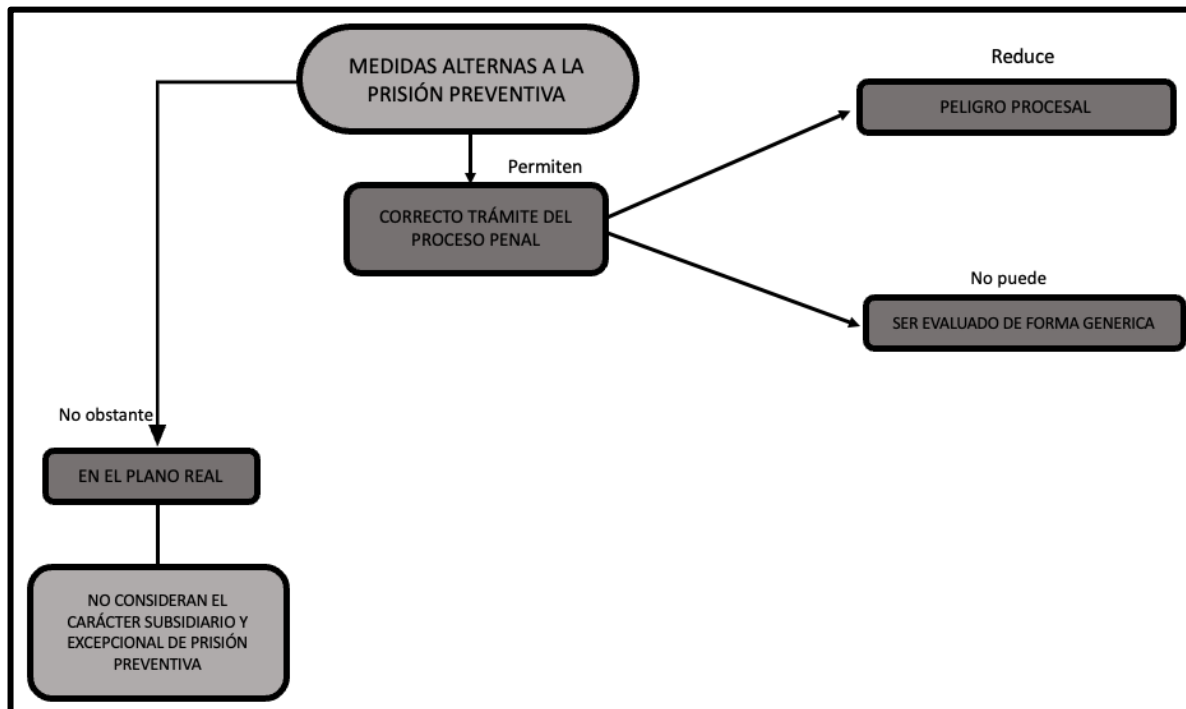 MEDIDAS ALTERNAS A LA
PRISIÓN PREVENTIVA
Reduce
PELIGRO PROCESAL
Permiten
CORRECTO TRÁMITE DEL
PROCESO PENAL
No puede
SER EVALUADO DE FORMA GENERICA
No obstante
EN EL PLANO REAL
NO CONSIDERAN EL
CARÁCTER SUBSIDIARIO Y
EXCEPCIONAL DE PRISIÓN
PREVENTIVA